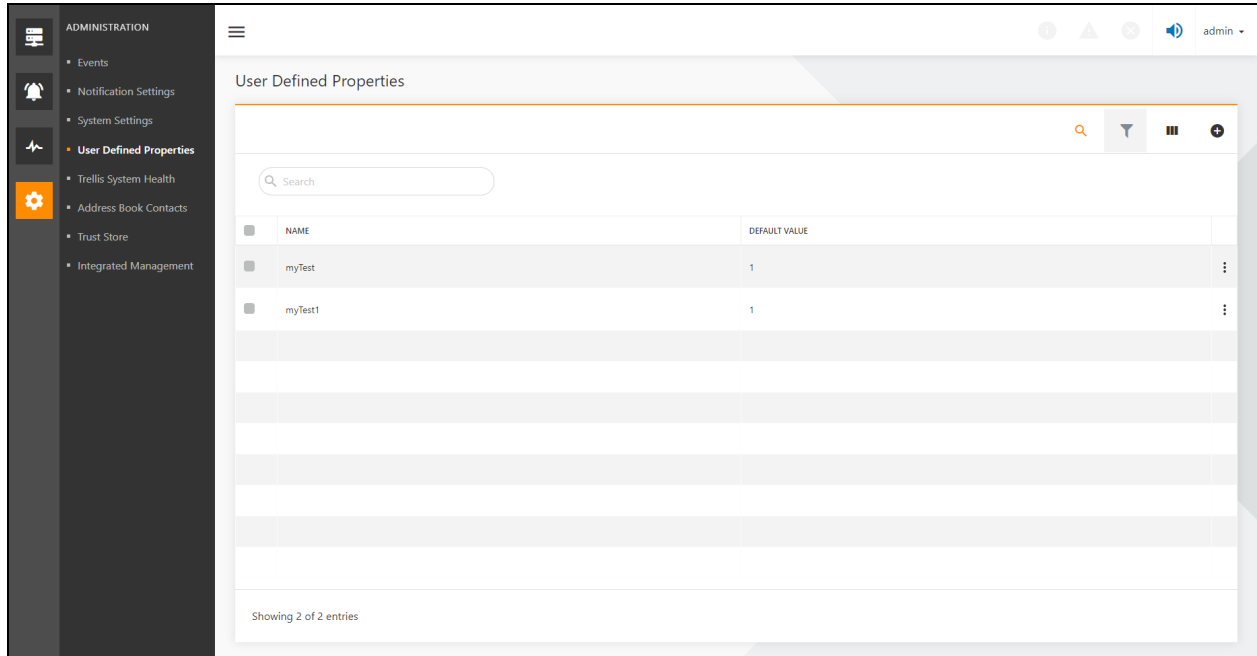 ADMINISTRATION
Events
Notification Settings
System Settings
User Defined Properties
Trellis System Health
Address Book Contacts
Trust Store
Integrated Management
admin
User Defined Properties
Search
NAME DEFAULT VALUE
myTest 1
myTest1 1
Showing 2 of 2 entries